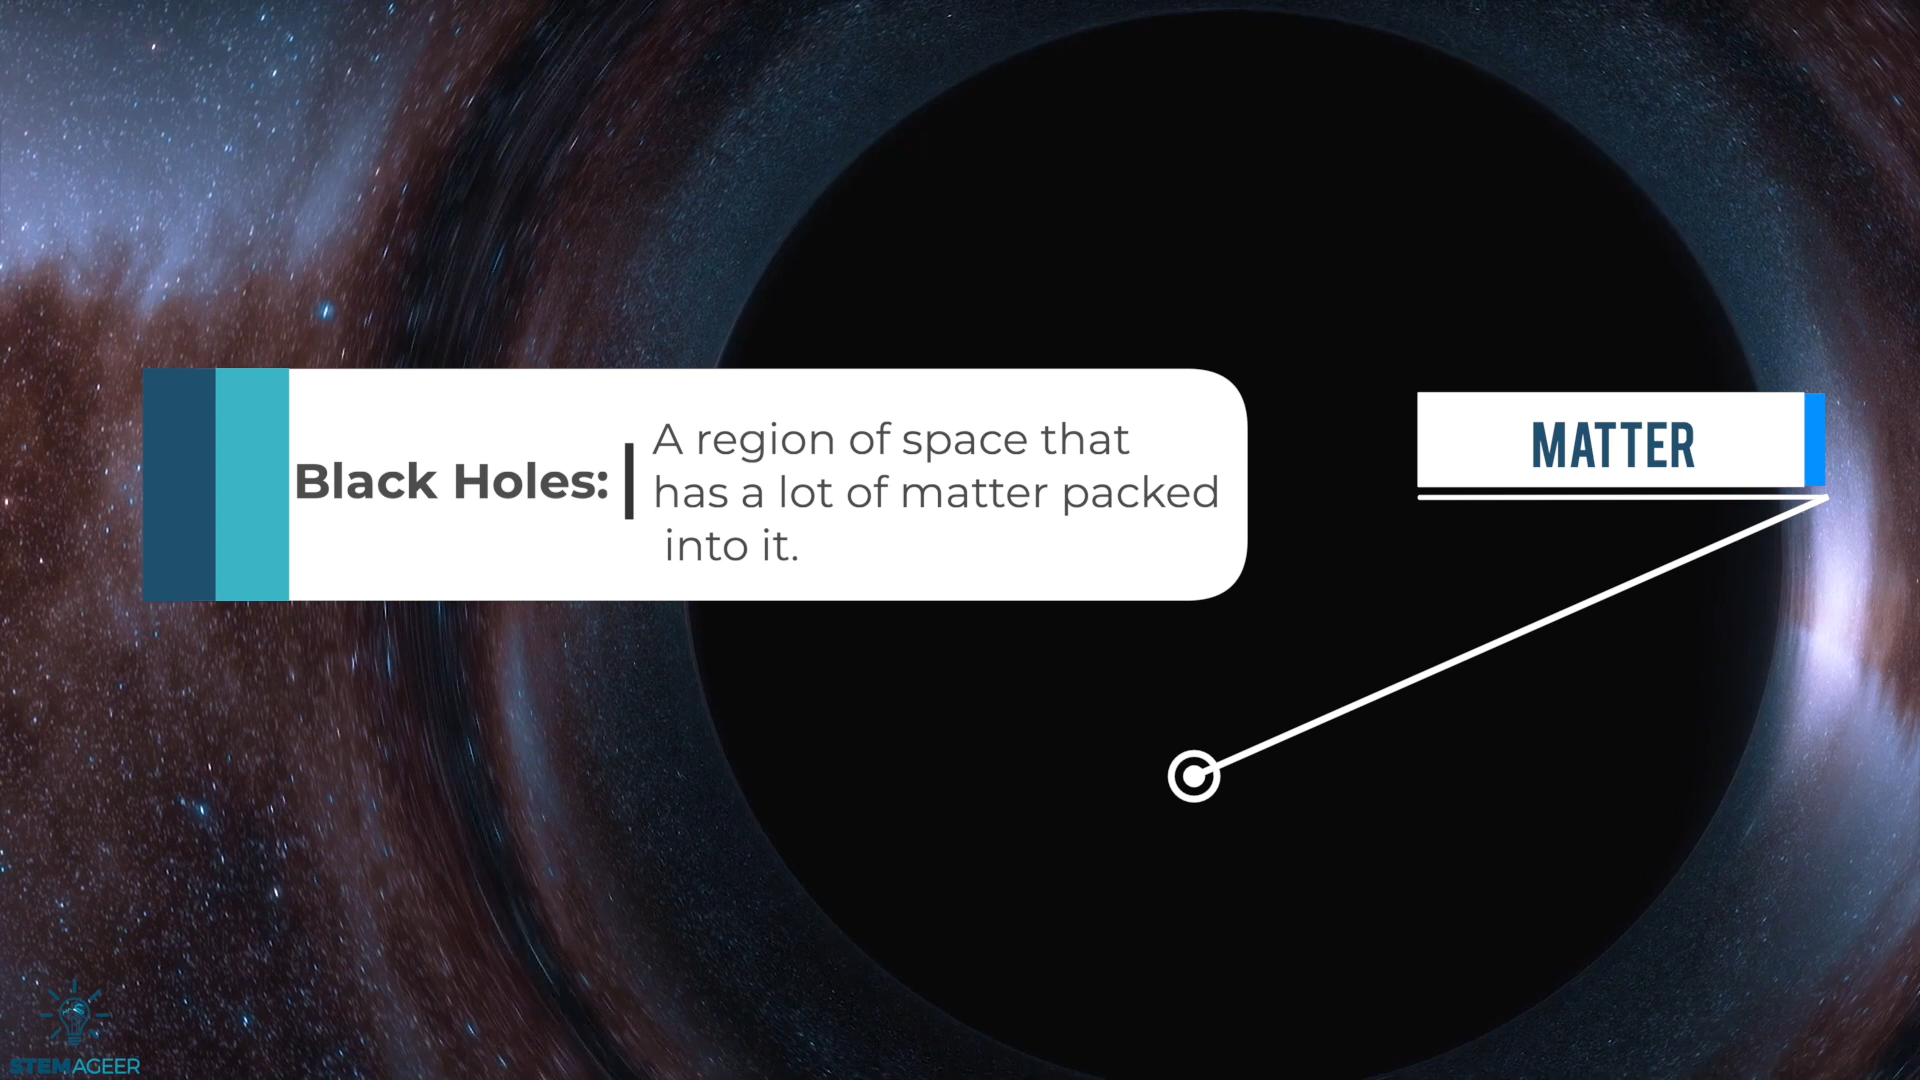 Black Holes:
A region of space that
has a lot of matter packed
into it.
MATTER
STEMAGEER